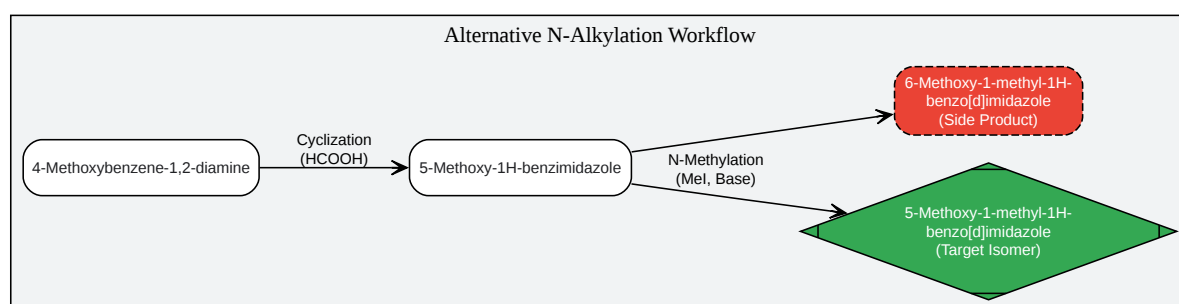 Alternative N-Alkylation Workflow
4-Methoxybenzene-1,2-diamine
Cyclization
(HCOOH)
5-Methoxy-1H-benzimidazole
N-Methylation
(MeI, Base)
6-Methoxy-1-methyl-1H-
benzo[d]imidazole
(Side Product)
5-Methoxy-1-methyl-1H-
benzo[d]imidazole
(Target Isomer)